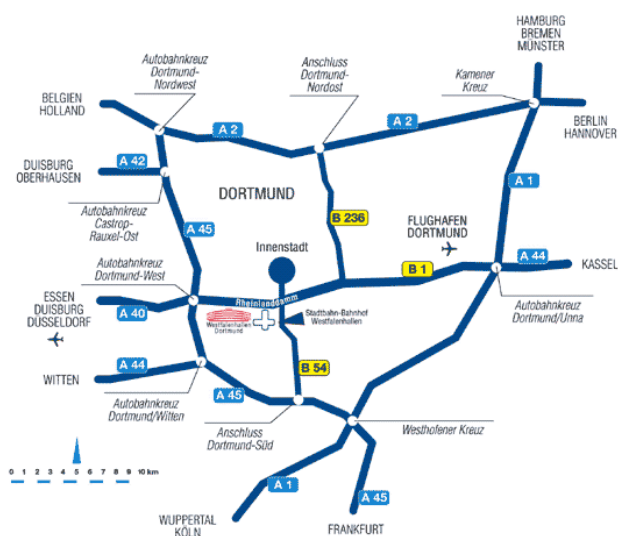 HAMBURG
BREMEN
MÜNSTER
Autobahnkreuz
Dortmund-
Nordwest
Anschluss
Dortmund-
Nordost
Kamener
Kreuz
BELGIEN
HOLLAND
A 2
A 2
BERLIN
HANNOVER
DUISBURG
OBERHAUSEN
A 42
A 1
DORTMUND
Autobahnkreuz
Castrop-
Rauxel-Ost
A 45
B 236
FLUGHAFEN
DORTMUND
Innenstadt
Autobahnkreuz
Dortmund-West
B 1
A 44
KASSEL
ESSEN
DUISBURG
DÜSSELDORF
A 40
Rheinlanddamm
Westfalenhallen
Dortmund
Stadtbahn-Bahnhof
Westfalenhallen
Autobahnkreuz
Dortmund/Unna
A 44
WITTEN
B 54
A 45
Autobahnkreuz
Dortmund/Witten
Anschluss
Dortmund-Süd
Westhofener Kreuz
0 1 2 3 4 5 6 7 8 9 10 km
A 1
A 45
WUPPERTAL
KÖLN
FRANKFURT